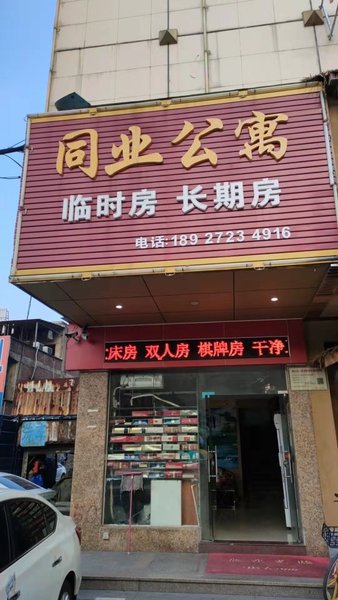 同业公寓
临时房 长期房
电话:189 2723 4916
床房 双人房 棋牌房 干净